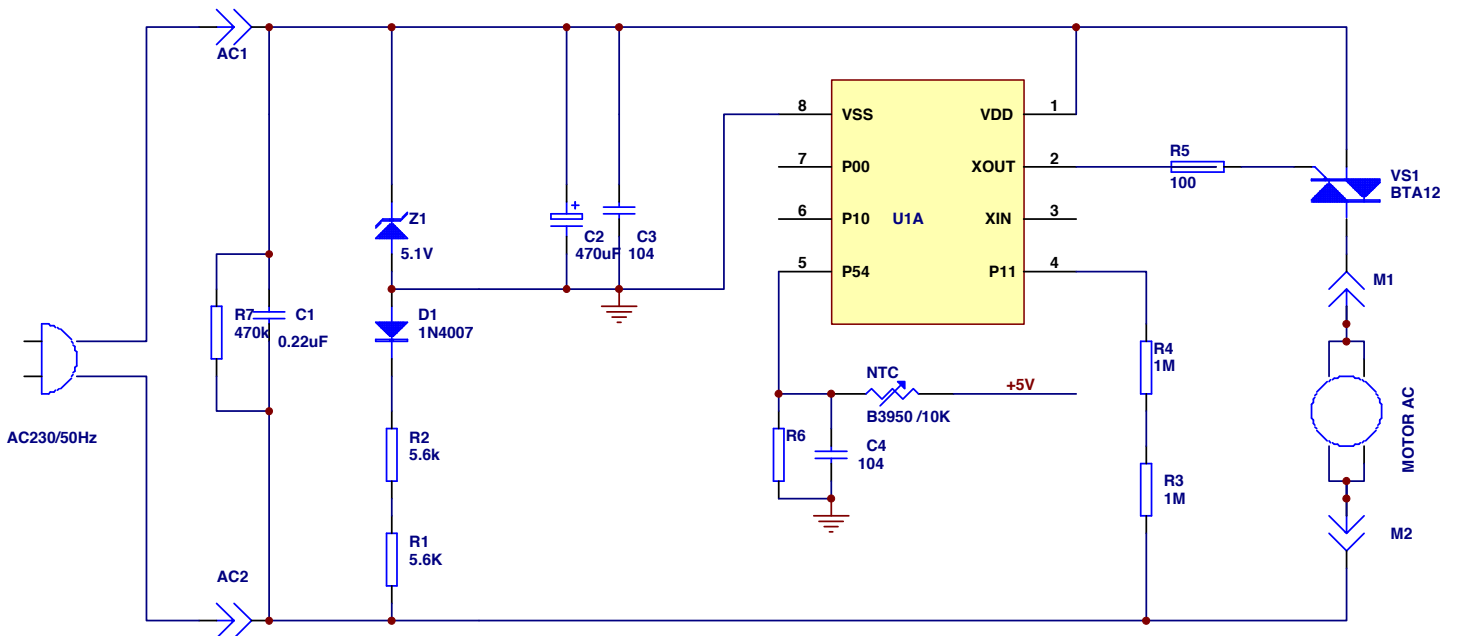 AC1
8 VSS VDD 1
7 P00 XOUT 2
R5
100
VS1
BTA12
6 P10 U1A XIN 3
5 P54 P11 4
Z1
5.1V
+
C2
470uF
C3
104
M1
R7
470k
C1
0.22uF
D1
1N4007
R4
1M
NTC
+5V
B3950 /10K
AC230/50Hz
R2
5.6k
R6
C4
104
MOTOR AC
R3
1M
R1
5.6K
M2
AC2